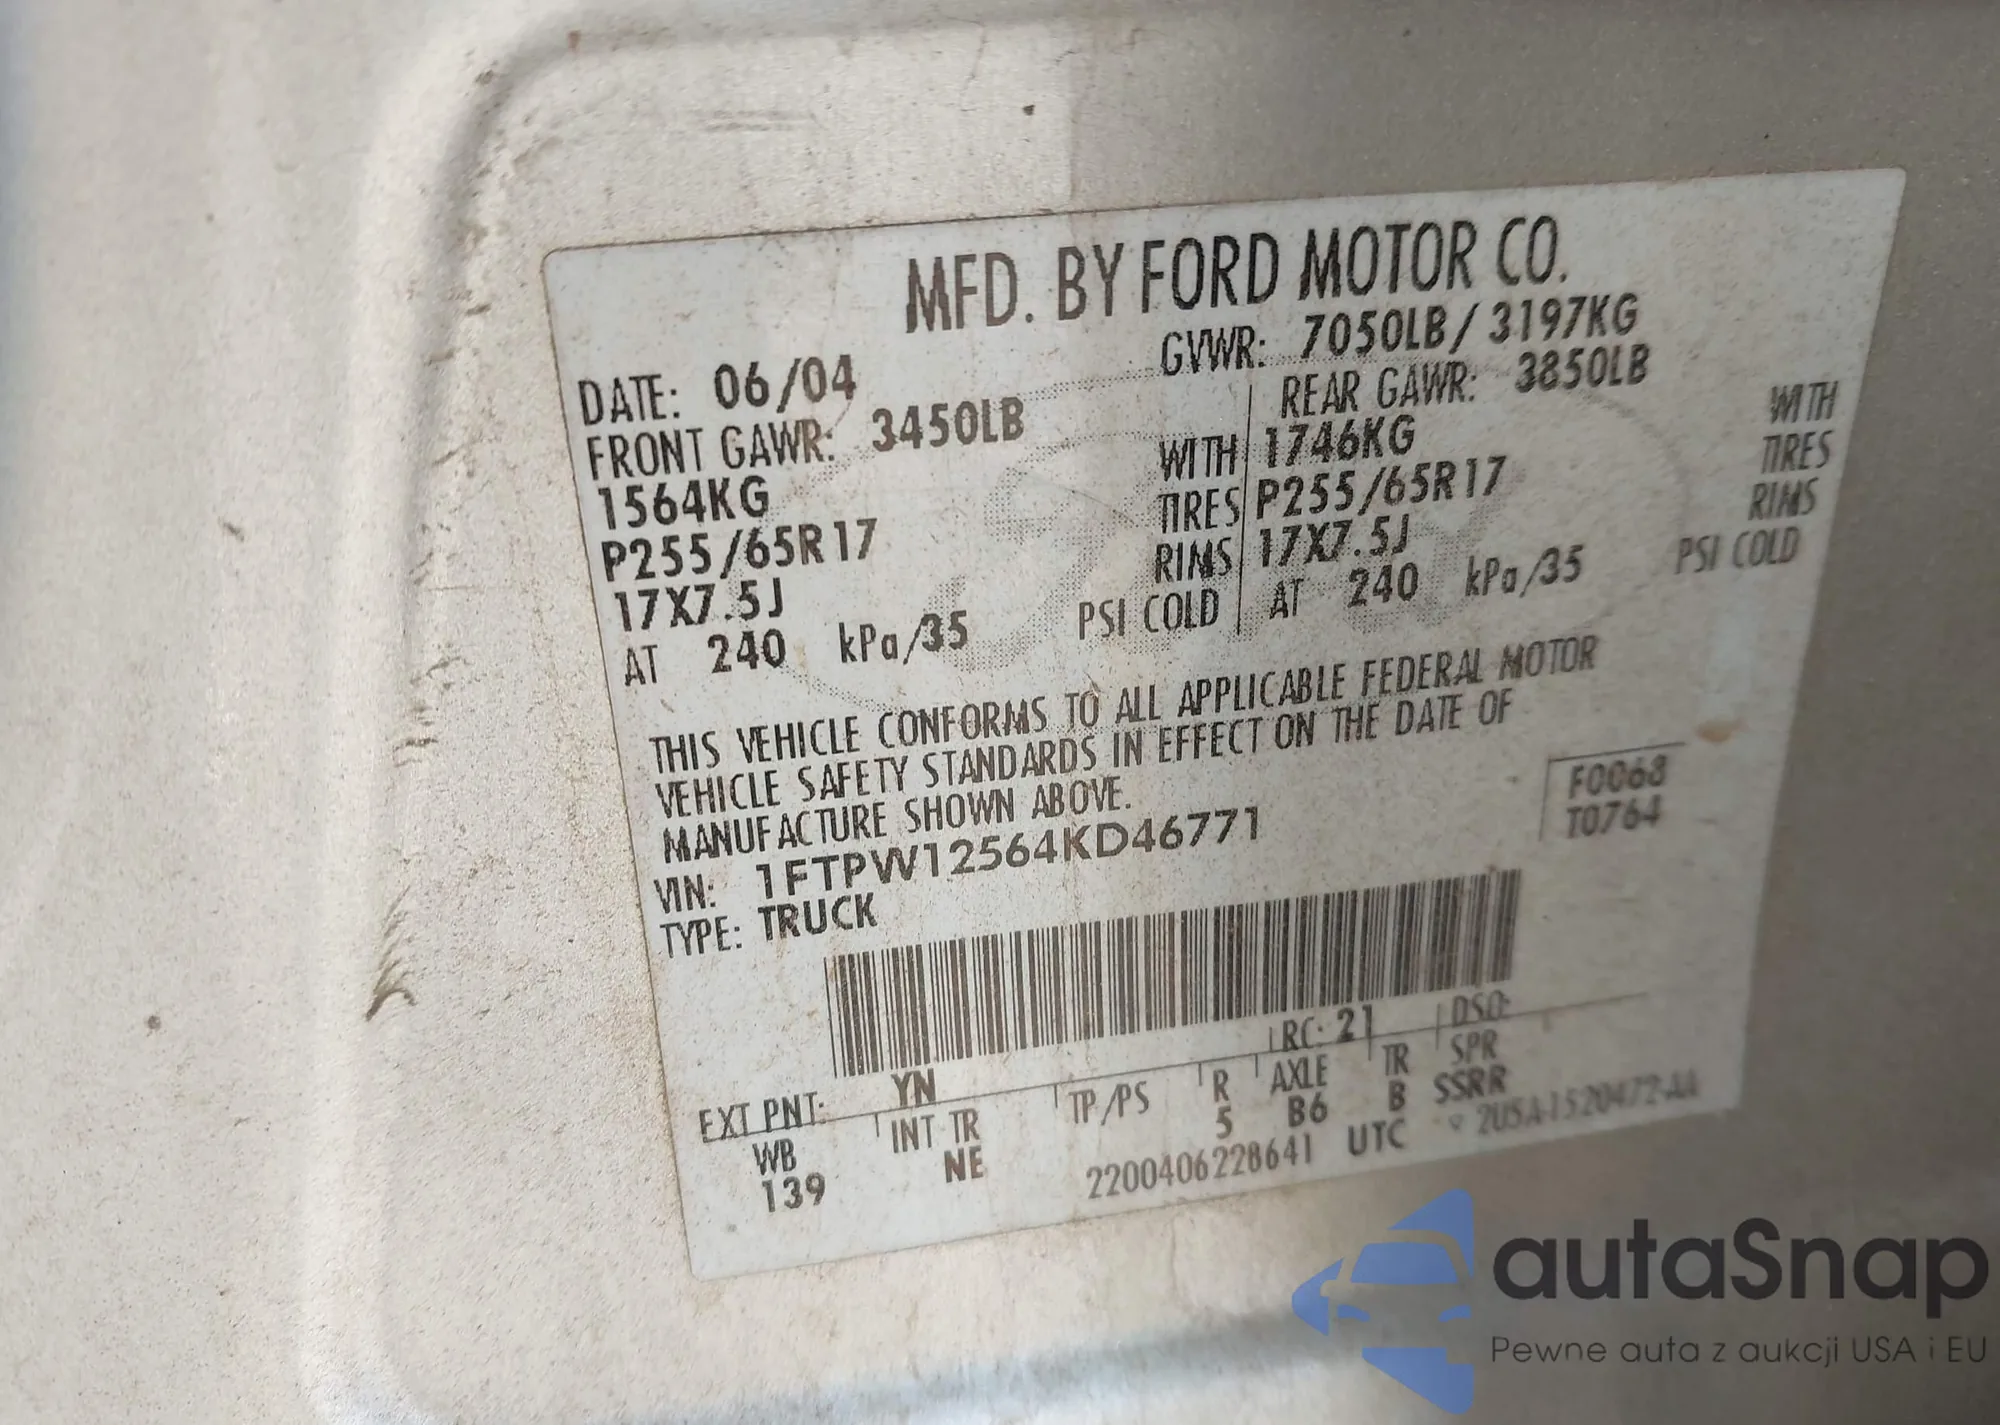 MFD. BY FORD MOTOR CO.
DATE: 06/04 GVWR: 7050LB/ 3197KG
FRONT GAWR: 3450LB REAR GAWR: 3850LB
1564KG WITH 1746KG WITH
P255/65R17 TIRES P255/65R17 TIRES
17X7.5J RIMS 17X7.5J RIMS
AT 240 kPa/35 PSI COLD AT 240 kPa/35 PSI COLD
THIS VEHICLE CONFORMS TO ALL APPLICABLE FEDERAL MOTOR
VEHICLE SAFETY STANDARDS IN EFFECT ON THE DATE OF
MANUFACTURE SHOWN ABOVE.
F0068
T0764
VIN: 1FTPW12564KD46771
TYPE: TRUCK
EXT PNT: YN RC: 21 DSO:
WB INT TR TP/PS R AXLE TR SPR
139 NE 5 B6 B SSRR
2200406228641 UTC 2U5A-1520472-AA
autaSnap
Pewne auta z aukcji USA i EU